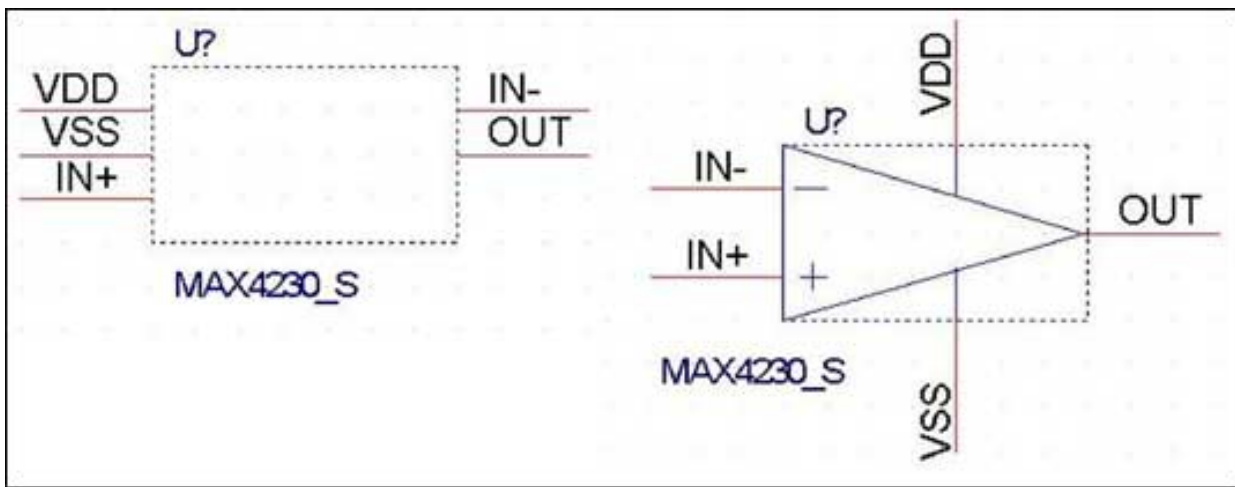 U?
VDD
VSS
IN+
IN-
OUT
MAX4230_S
VDD
U?
IN-
IN+
OUT
MAX4230_S
VSS